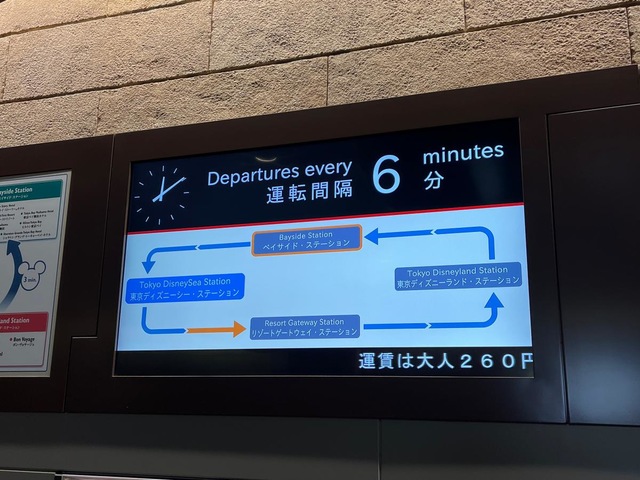 Departures every 6 minutes
運転間隔 分
Bayside Station
ベイサイド・ステーション
Tokyo DisneySea Station
東京ディズニーシー・ステーション
Tokyo Disneyland Station
東京ディズニーランド・ステーション
Resort Gateway Station
リゾートゲートウェイ・ステーション
運賃は大人260円
Bayside Station
3 min.
and Station
Bon Voyage